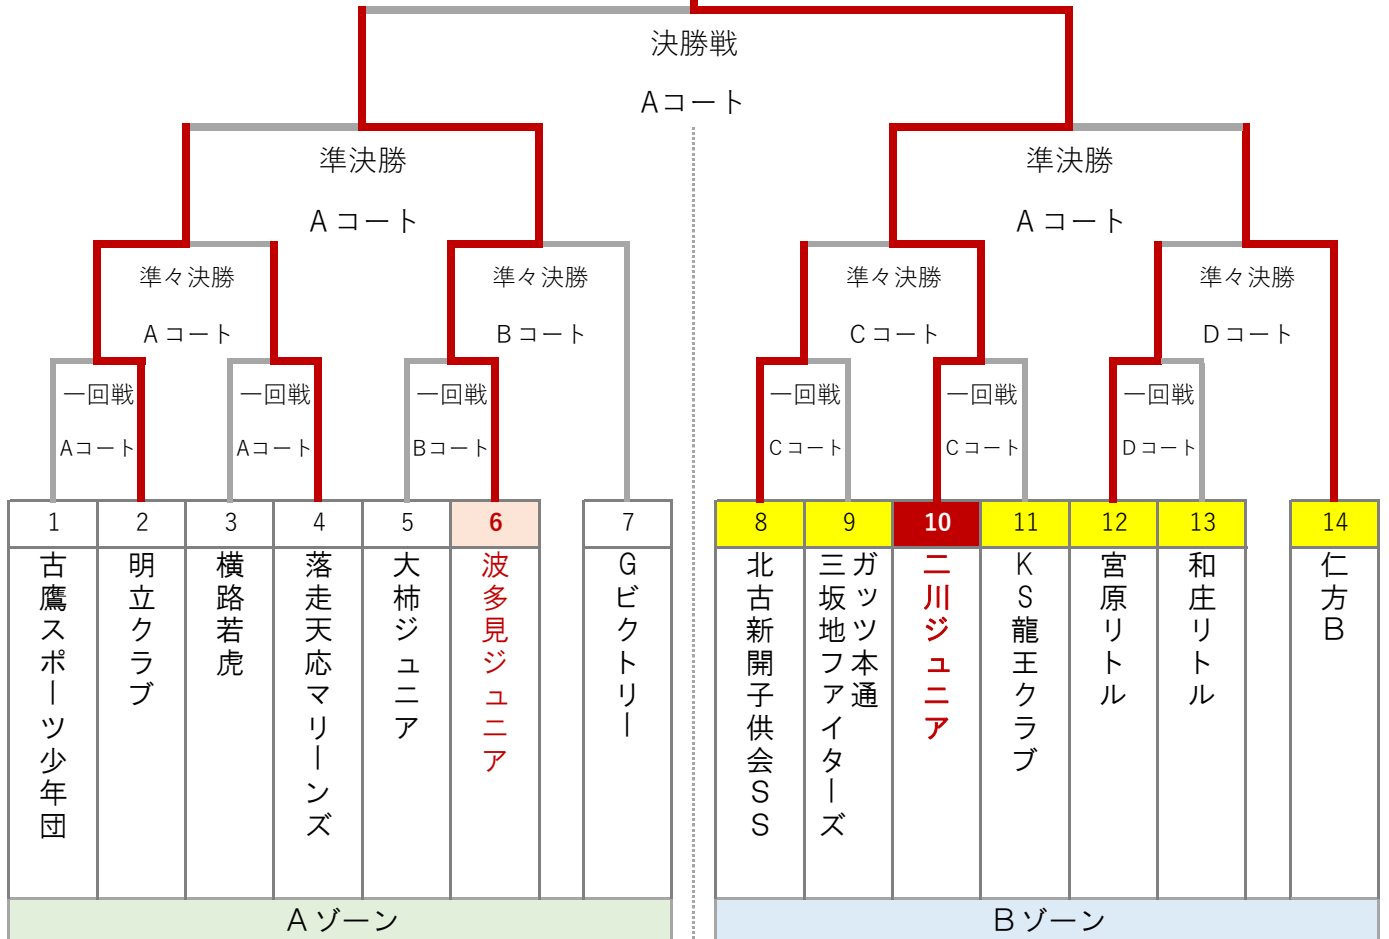 決勝戦
Aコート
準決勝
準決勝
Aコート
Aコート
準々決勝
準々決勝
準々決勝
準々決勝
Aコート
Bコート
Cコート
Dコート
一回戦
一回戦
一回戦
一回戦
一回戦
一回戦
Aコート
Aコート
Bコート
Cコート
Cコート
Dコート
1
2
3
4
5
6
7
8
9
10
11
12
13
14
古鷹スポーツ少年団
明立クラブ
横路若虎
落走天応マリーンズ
大柿ジュニア
波多見ジュニア
Gビクトリー
北古新開子供会SS
ガッツ本通
三坂地ファイターズ
二川ジュニア
KS龍王クラブ
宮原リトル
和庄リトル
仁方B
Aゾーン
Bゾーン